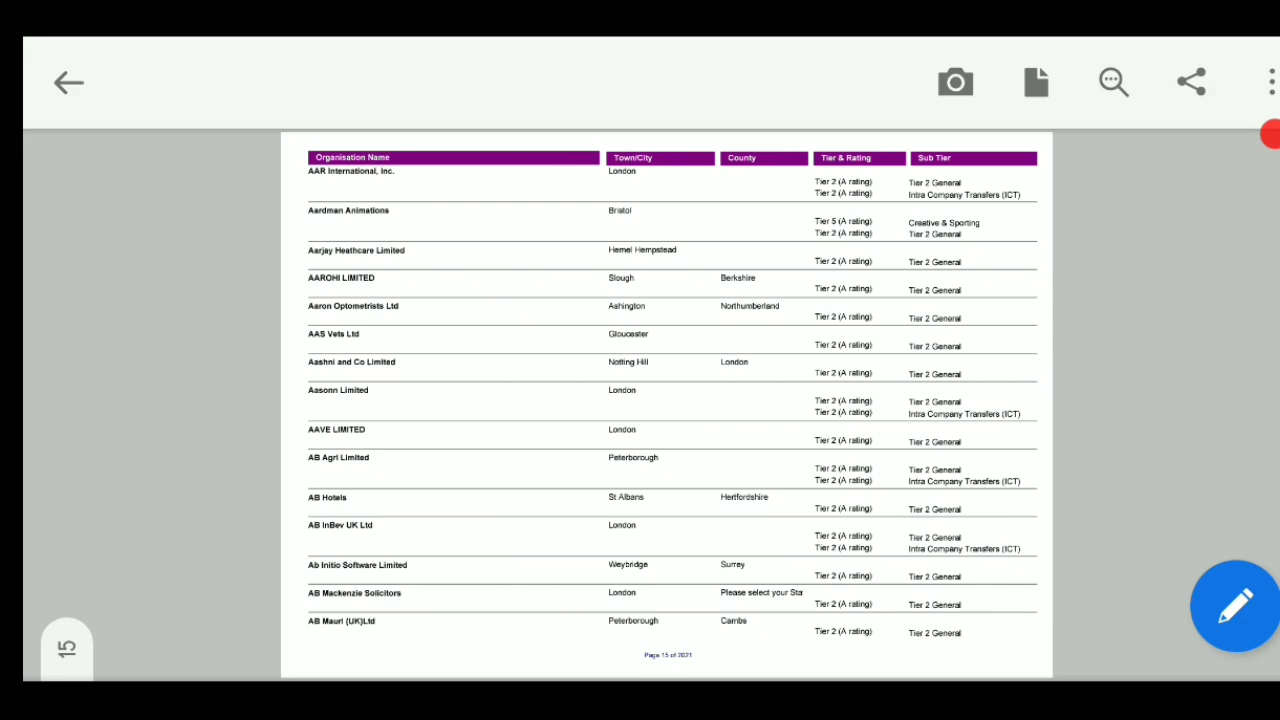 Organisation Name Town/City County Tier & Rating Sub Tier
AAR International, Inc. London
Tier 2 (A rating) Tier 2 General
Tier 2 (A rating) Intra Company Transfers (ICT)
Aardman Animations Bristol
Tier 5 (A rating) Creative & Sporting
Tier 2 (A rating) Tier 2 General
Aarjay Heathcare Limited Hemel Hempstead
Tier 2 (A rating) Tier 2 General
AAROHI LIMITED Slough Berkshire
Tier 2 (A rating) Tier 2 General
Aaron Optometrists Ltd Ashington Northumberland
Tier 2 (A rating) Tier 2 General
AAS Vets Ltd Gloucester
Tier 2 (A rating) Tier 2 General
Aashni and Co Limited Notting Hill London
Tier 2 (A rating) Tier 2 General
Aasonn Limited London
Tier 2 (A rating) Tier 2 General
Tier 2 (A rating) Intra Company Transfers (ICT)
AAVE LIMITED London
Tier 2 (A rating) Tier 2 General
AB Agri Limited Peterborough
Tier 2 (A rating) Tier 2 General
Tier 2 (A rating) Intra Company Transfers (ICT)
AB Hotels St Albans Hertfordshire
Tier 2 (A rating) Tier 2 General
AB InBev UK Ltd London
Tier 2 (A rating) Tier 2 General
Tier 2 (A rating) Intra Company Transfers (ICT)
Ab Initio Software Limited Weybridge Surrey
Tier 2 (A rating) Tier 2 General
AB Mackenzie Solicitors London Please select your Sta
Tier 2 (A rating) Tier 2 General
AB Mauri (UK)Ltd Peterborough Cambs
Tier 2 (A rating) Tier 2 General
Page 15 of 2021
15